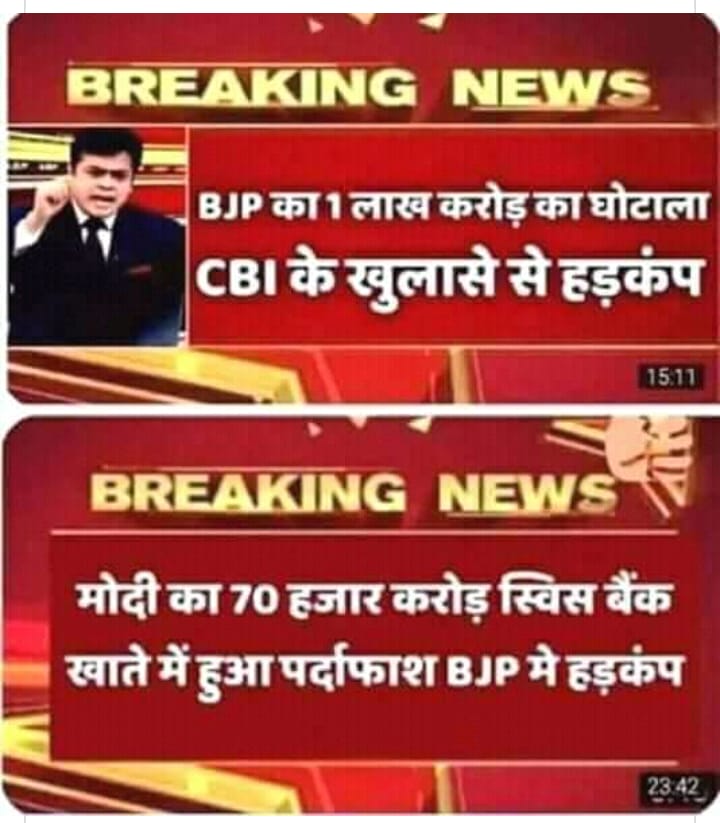 BREAKING NEWS
BJP का 1 लाख करोड़ का घोटाला
CBI के खुलासे से हड़कंप
15:11
BREAKING NEWS
मोदी का 70 हजार करोड़ स्विस बैंक
खाते में हुआ पर्दाफाश BJP मे हड़कंप
23:42